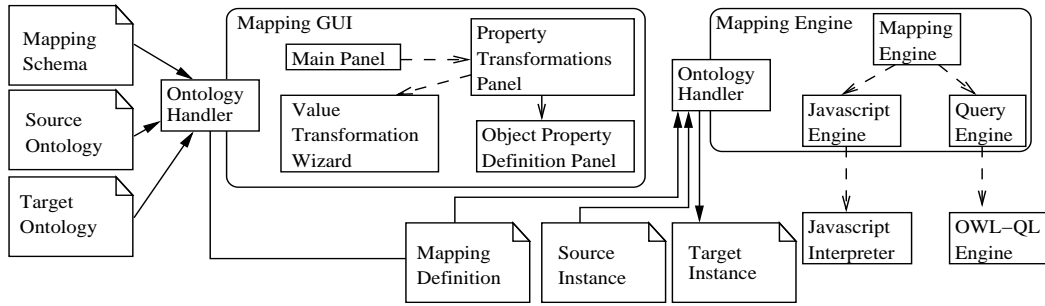 Mapping
Schema
Source
Ontology
Target
Ontology
Ontology
Handler
Mapping GUI
Main Panel
Property
Transformations
Panel
Value
Transformation
Wizard
Object Property
Definition Panel
Mapping Engine
Ontology
Handler
Mapping
Engine
Javascript
Engine
Query
Engine
Mapping
Definition
Source
Instance
Target
Instance
Javascript
Interpreter
OWL−QL
Engine